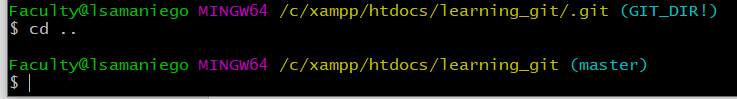 Faculty@lsamaniego MINGW64 /c/xampp/htdocs/learning_git/.git (GIT_DIR!)
$ cd ..
Faculty@lsamaniego MINGW64 /c/xampp/htdocs/learning_git (master)
$